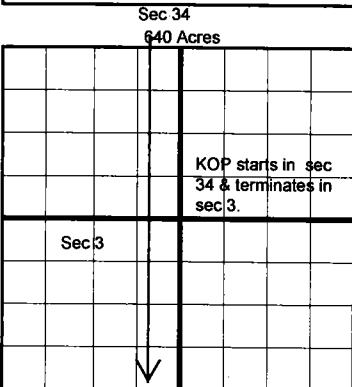 Sec 34
640 Acres
KOP starts in sec
34 & terminates in
sec 3.
Sec 3